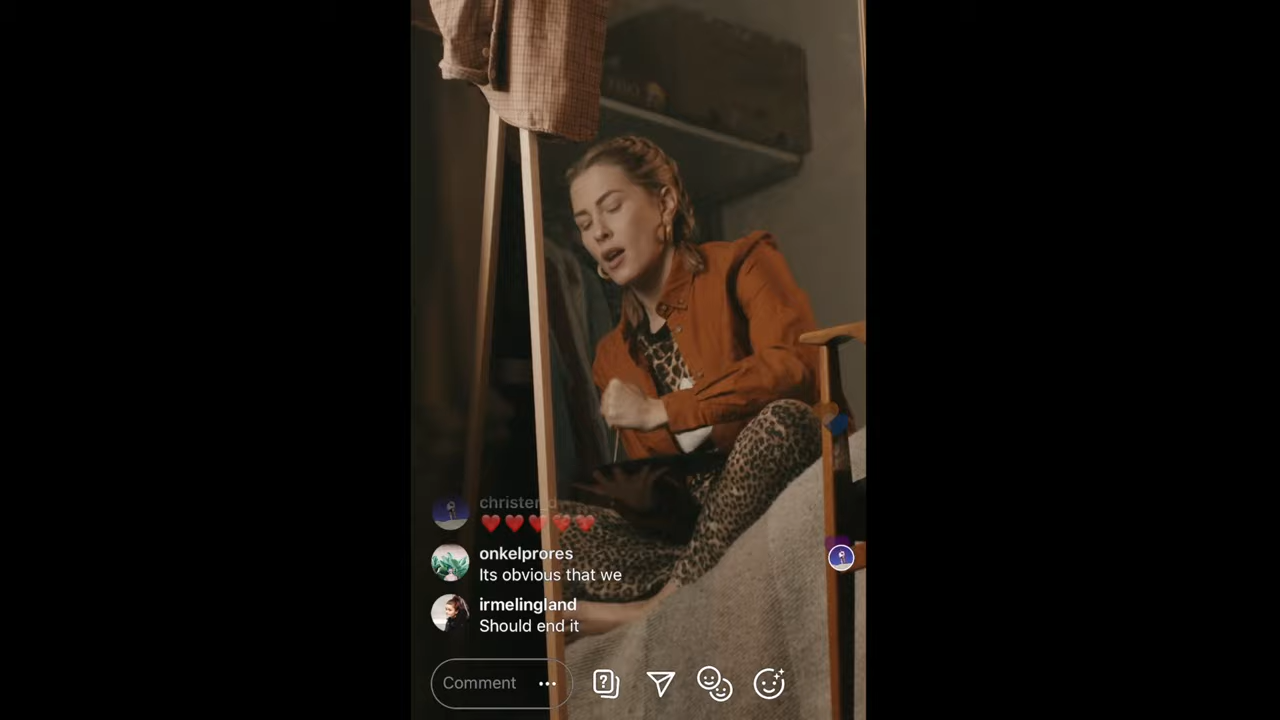 ❤️❤️❤️❤️❤️
onkelprores
Its obvious that we
irmelingland
Should end it
Comment